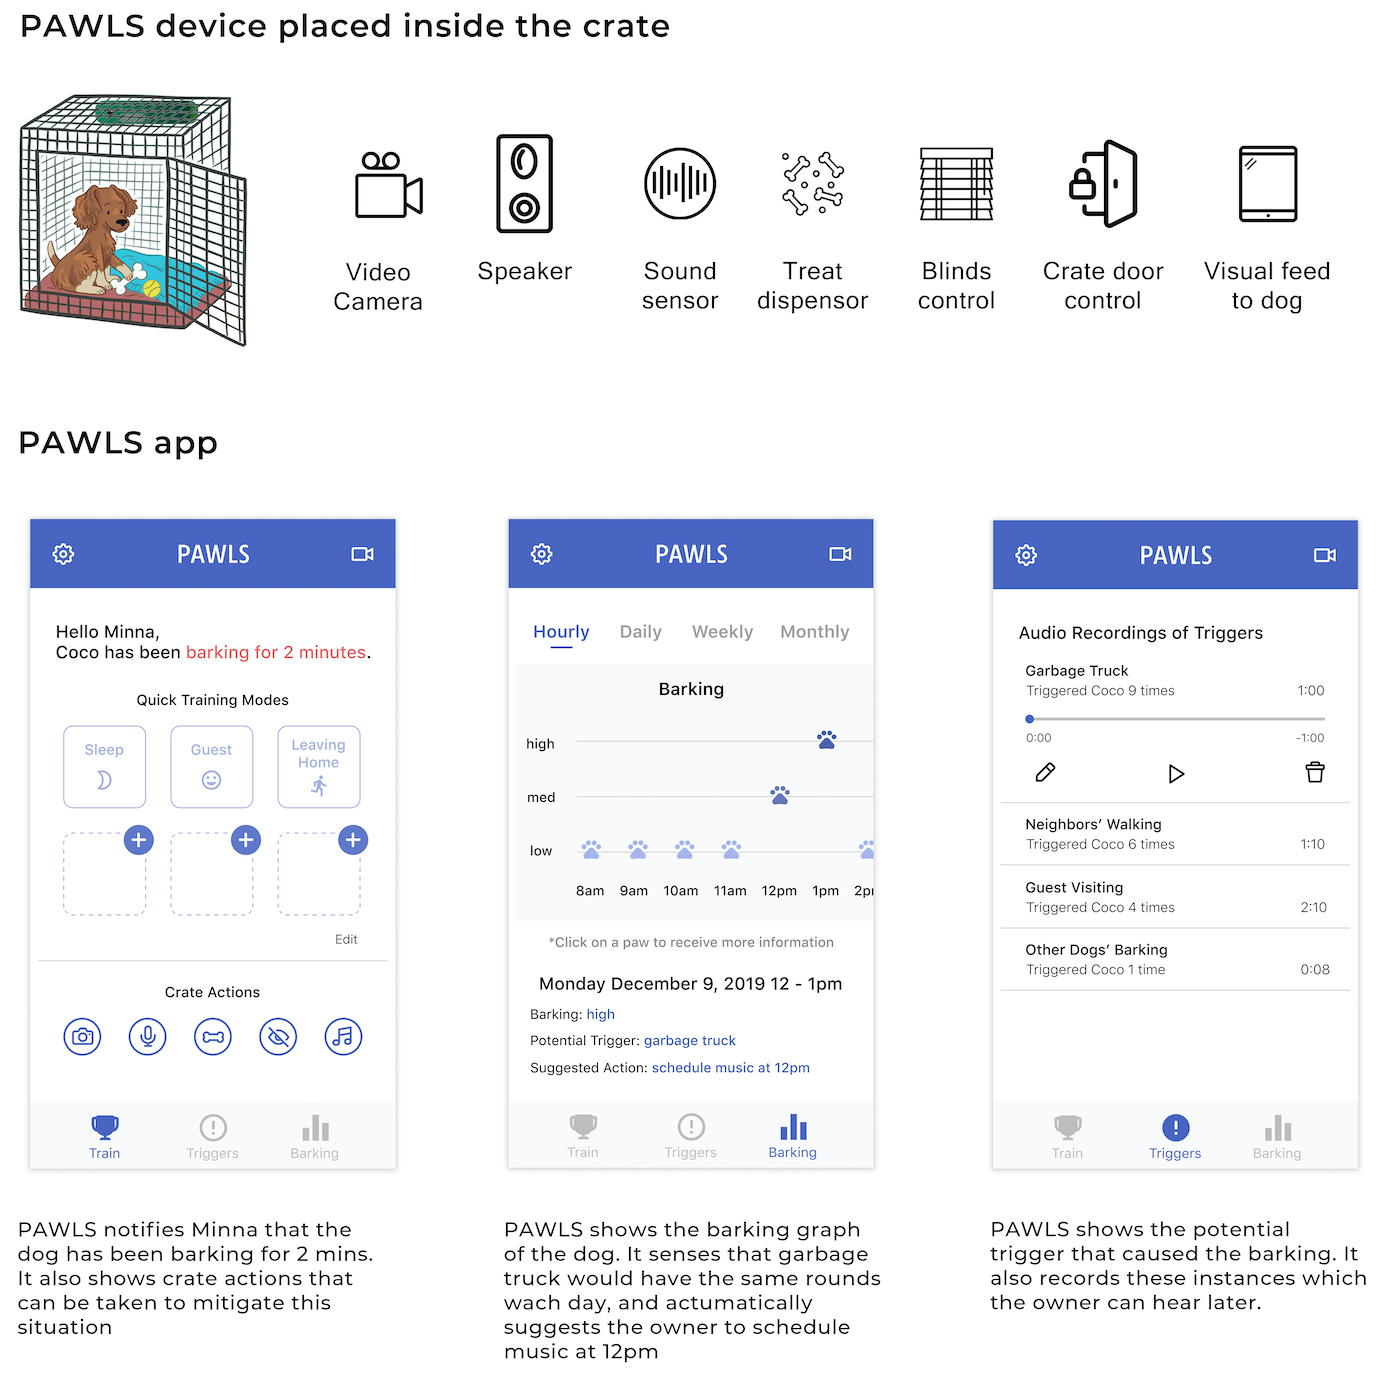 PAWLS device placed inside the crate
Video
Camera
Speaker
Sound
sensor
Treat
dispensor
Blinds
control
Crate door
control
Visual feed
to dog
PAWLS app
PAWLS
Hello Minna,
Coco has been barking for 2 minutes.
Quick Training Modes
Sleep
Guest
Leaving
Home
Edit
Crate Actions
Train
Triggers
Barking
PAWLS notifies Minna that the
dog has been barking for 2 mins.
It also shows crate actions that
can be taken to mitigate this
situation
PAWLS
Hourly Daily Weekly Monthly
Barking
high
med
low
8am 9am 10am 11am 12pm 1pm
*Click on a paw to receive more information
Monday December 9, 2019 12 - 1pm
Barking: high
Potential Trigger: garbage truck
Suggested Action: schedule music at 12pm
Train
Triggers
Barking
PAWLS shows the barking graph
of the dog. It senses that garbage
truck would have the same rounds
wach day, and actumatically
suggests the owner to schedule
music at 12pm
PAWLS
Audio Recordings of Triggers
Garbage Truck
Triggered Coco 9 times 1:00
0:00 -1:00
Neighbors' Walking
Triggered Coco 6 times 1:10
Guest Visiting
Triggered Coco 4 times 2:10
Other Dogs' Barking
Triggered Coco 1 time 0:08
Train
Triggers
Barking
PAWLS shows the potential
trigger that caused the barking. It
also records these instances which
the owner can hear later.